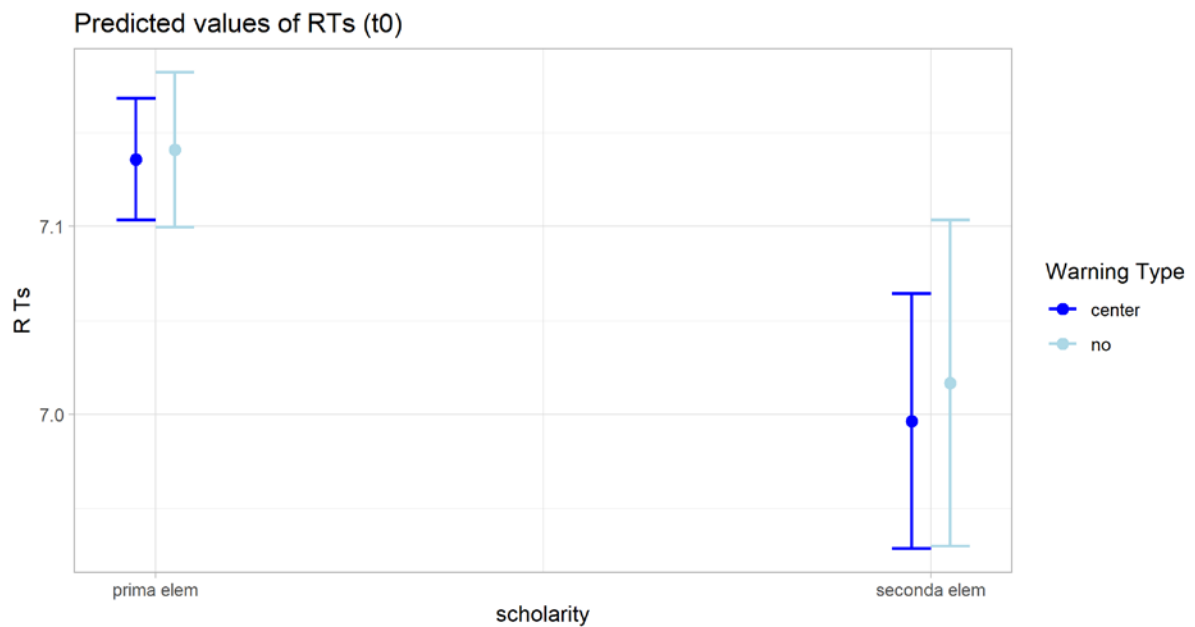 Predicted values of RTs (t0)
7.1
7.0
R Ts
prima elem
seconda elem
scholarity
Warning Type
center
no